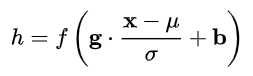 h = f ( g · (x − μ) / σ + b )